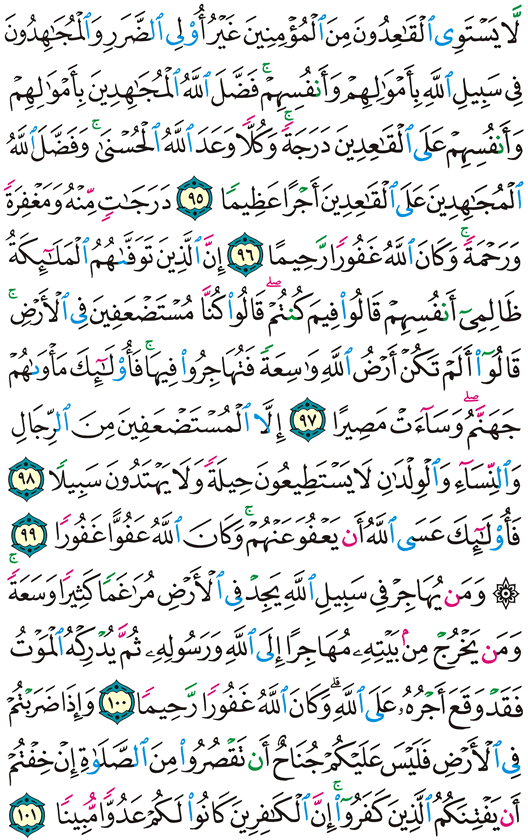 لَّا يَسْتَوِى ٱلْقَـٰعِدُونَ مِنَ ٱلْمُؤْمِنِينَ غَيْرُ أُو۟لِى ٱلضَّرَرِ وَٱلْمُجَـٰهِدُونَ
فِى سَبِيلِ ٱللَّهِ بِأَمْوَٰلِهِمْ وَأَنفُسِهِمْ ۚ فَضَّلَ ٱللَّهُ ٱلْمُجَـٰهِدِينَ بِأَمْوَٰلِهِمْ
وَأَنفُسِهِمْ عَلَى ٱلْقَـٰعِدِينَ دَرَجَةً ۚ وَكُلًّا وَعَدَ ٱللَّهُ ٱلْحُسْنَىٰ ۚ وَفَضَّلَ ٱللَّهُ
ٱلْمُجَـٰهِدِينَ عَلَى ٱلْقَـٰعِدِينَ أَجْرًا عَظِيمًا ٩٥ دَرَجَـٰتٍ مِّنْهُ وَمَغْفِرَةً
وَرَحْمَةً ۚ وَكَانَ ٱللَّهُ غَفُورًا رَّحِيمًا ٩٦ إِنَّ ٱلَّذِينَ تَوَفَّىٰهُمُ ٱلْمَلَـٰٓئِكَةُ
ظَالِمِىٓ أَنفُسِهِمْ قَالُوا۟ فِيمَ كُنتُمْ ۖ قَالُوا۟ كُنَّا مُسْتَضْعَفِينَ فِى ٱلْأَرْضِ ۚ
قَالُوٓا۟ أَلَمْ تَكُنْ أَرْضُ ٱللَّهِ وَٰسِعَةً فَتُهَاجِرُوا۟ فِيهَا ۚ فَأُو۟لَـٰٓئِكَ مَأْوَىٰهُمْ
جَهَنَّمُ ۖ وَسَآءَتْ مَصِيرًا ٩٧ إِلَّا ٱلْمُسْتَضْعَفِينَ مِنَ ٱلرِّجَالِ
وَٱلنِّسَآءِ وَٱلْوِلْدَٰنِ لَا يَسْتَطِيعُونَ حِيلَةً وَلَا يَهْتَدُونَ سَبِيلًا ٩٨
فَأُو۟لَـٰٓئِكَ عَسَى ٱللَّهُ أَن يَعْفُوَ عَنْهُمْ ۚ وَكَانَ ٱللَّهُ عَفُوًّا غَفُورًا ٩٩
۞ وَمَن يُهَاجِرْ فِى سَبِيلِ ٱللَّهِ يَجِدْ فِى ٱلْأَرْضِ مُرَٰغَمًا كَثِيرًا وَسَعَةً ۚ
وَمَن يَخْرُجْ مِنۢ بَيْتِهِۦ مُهَاجِرًا إِلَى ٱللَّهِ وَرَسُولِهِۦ ثُمَّ يُدْرِكْهُ ٱلْمَوْتُ
فَقَدْ وَقَعَ أَجْرُهُۥ عَلَى ٱللَّهِ ۗ وَكَانَ ٱللَّهُ غَفُورًا رَّحِيمًا ١٠٠ وَإِذَا ضَرَبْتُمْ
فِى ٱلْأَرْضِ فَلَيْسَ عَلَيْكُمْ جُنَاحٌ أَن تَقْصُرُوا۟ مِنَ ٱلصَّلَوٰةِ إِنْ خِفْتُمْ
أَن يَفْتِنَكُمُ ٱلَّذِينَ كَفَرُوٓا۟ ۚ إِنَّ ٱلْكَـٰفِرِينَ كَانُوا۟ لَكُمْ عَدُوًّا مُّبِينًا ١٠١